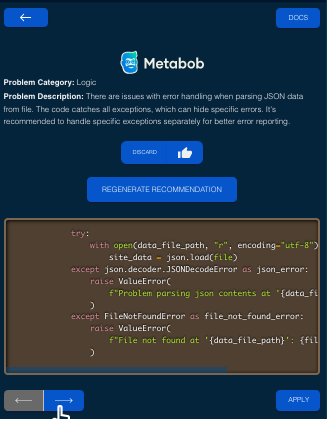 DOCS
Metabob
Problem Category: Logic
Problem Description: There are issues with error handling when parsing JSON data
from file. The code catches all exceptions, which can hide specific errors. It's
recommended to handle specific exceptions separately for better error reporting.
DISCARD
REGENERATE RECOMMENDATION
try:
with open(data_file_path, "r", encoding="utf-8")
site_data = json.load(file)
except json.decoder.JSONDecodeError as json_error:
raise ValueError(
f"Problem parsing json contents at '{data_fi
)
except FileNotFoundError as file_not_found_error:
raise ValueError(
f"File not found at '{data_file_path}': {fil
)
APPLY